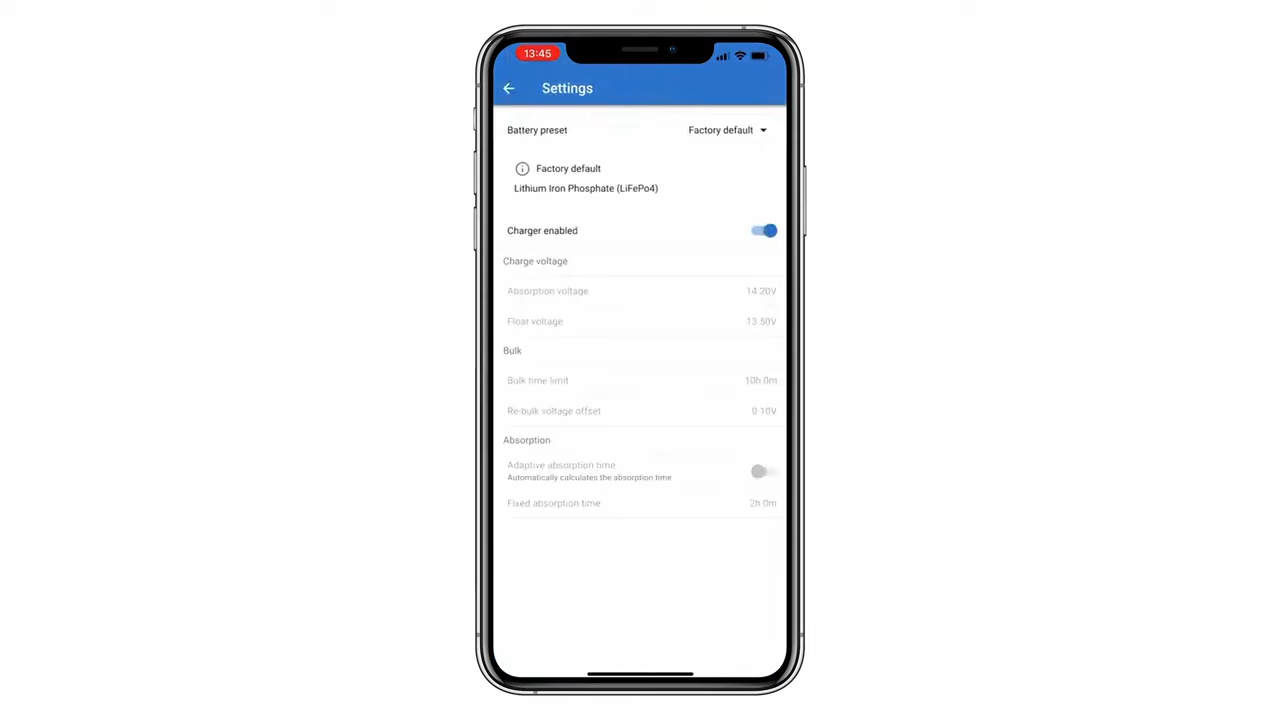 13:45
Settings
Battery preset Factory default
Factory default
Lithium Iron Phosphate (LiFePo4)
Charger enabled
Charge voltage
Absorption voltage 14.20V
Float voltage 13.50V
Bulk
Bulk time limit 10h 0m
Re-bulk voltage offset 0.10V
Absorption
Adaptive absorption time
Automatically calculates the absorption time
Fixed absorption time 2h 0m